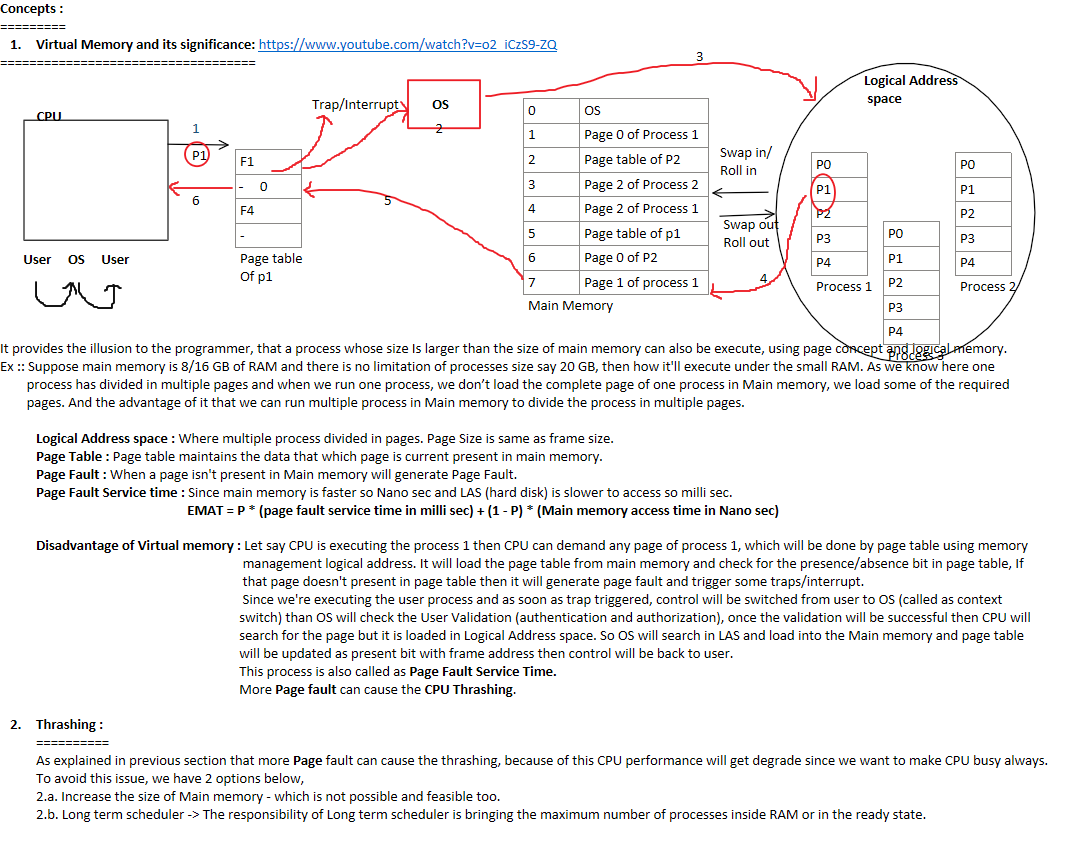 Concepts :
=========
1. Virtual Memory and its significance: https://www.youtube.com/watch?v=o2_iCzS9-ZQ
===================================
3
Logical Address
space
CPU
Trap/Interrupt
OS
2
1
P1
6
F1
- 0
F4
-
Page table
Of p1
5
User OS User
0 OS
1 Page 0 of Process 1
2 Page table of P2
3 Page 2 of Process 2
4 Page 2 of Process 1
5 Page table of p1
6 Page 0 of P2
7 Page 1 of process 1
Main Memory
Swap in/
Roll in
Swap out
Roll out
4
P0
P1
P2
P3
P4
Process 1
P0
P1
P2
P3
P4
Process 3
P0
P1
P2
P3
P4
Process 2
It provides the illusion to the programmer, that a process whose size Is larger than the size of main memory can also be execute, using page concept and logical memory.
Ex :: Suppose main memory is 8/16 GB of RAM and there is no limitation of processes size say 20 GB, then how it'll execute under the small RAM. As we know here one
process has divided in multiple pages and when we run one process, we don't load the complete page of one process in Main memory, we load some of the required
pages. And the advantage of it that we can run multiple process in Main memory to divide the process in multiple pages.
Logical Address space : Where multiple process divided in pages. Page Size is same as frame size.
Page Table : Page table maintains the data that which page is current present in main memory.
Page Fault : When a page isn't present in Main memory will generate Page Fault.
Page Fault Service time : Since main memory is faster so Nano sec and LAS (hard disk) is slower to access so milli sec.
EMAT = P * (page fault service time in milli sec) + (1 - P) * (Main memory access time in Nano sec)
Disadvantage of Virtual memory : Let say CPU is executing the process 1 then CPU can demand any page of process 1, which will be done by page table using memory
management logical address. It will load the page table from main memory and check for the presence/absence bit in page table, If
that page doesn't present in page table then it will generate page fault and trigger some traps/interrupt.
Since we're executing the user process and as soon as trap triggered, control will be switched from user to OS (called as context
switch) than OS will check the User Validation (authentication and authorization), once the validation will be successful then CPU will
search for the page but it is loaded in Logical Address space. So OS will search in LAS and load into the Main memory and page table
will be updated as present bit with frame address then control will be back to user.
This process is also called as Page Fault Service Time.
More Page fault can cause the CPU Thrashing.
2. Thrashing :
==========
As explained in previous section that more Page fault can cause the thrashing, because of this CPU performance will get degrade since we want to make CPU busy always.
To avoid this issue, we have 2 options below,
2.a. Increase the size of Main memory - which is not possible and feasible too.
2.b. Long term scheduler -> The responsibility of Long term scheduler is bringing the maximum number of processes inside RAM or in the ready state.